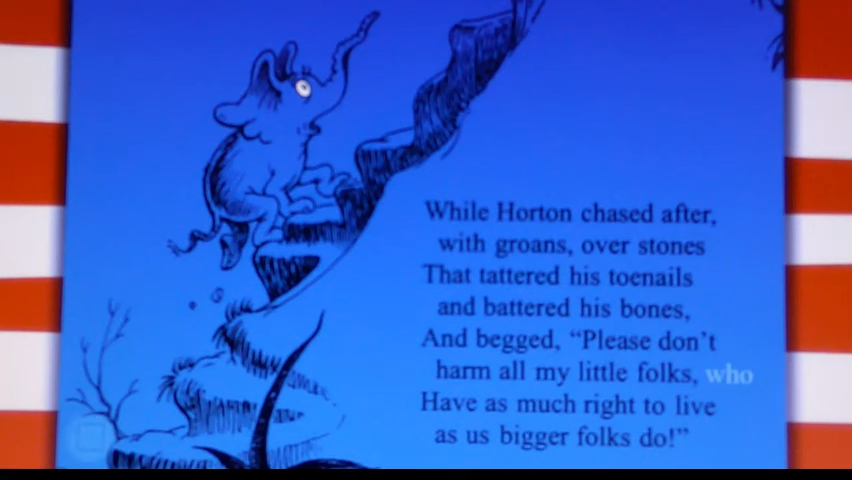 While Horton chased after,
with groans, over stones
That tattered his toenails
and battered his bones,
And begged, “Please don’t
harm all my little folks, who
Have as much right to live
as us bigger folks do!”